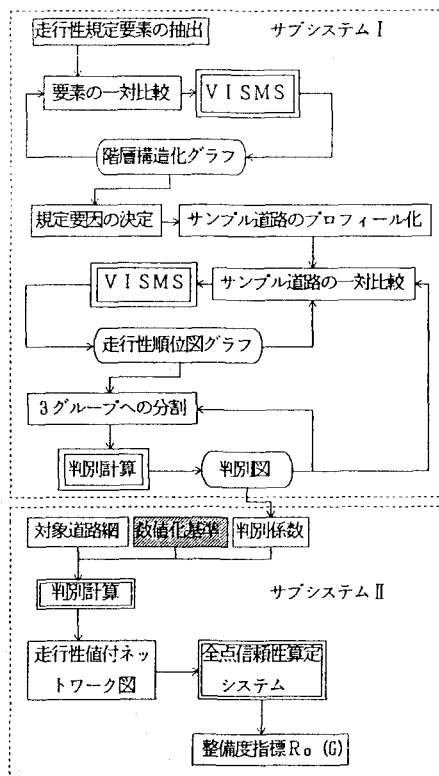 走行性規定要素の抽出
サブシステムⅠ
要素の一対比較
VISMS
階層構造化グラフ
規定要因の決定
サンプル道路のプロフィール化
VISMS
サンプル道路の一対比較
走行性順位図グラフ
3グループへの分割
判別計算
判別図
対象道路網
数値化基準
判別係数
判別計算
サブシステムⅡ
走行性値付ネッ
トワーク図
全点信頼性算定
システム
整備度指標Ra (G)